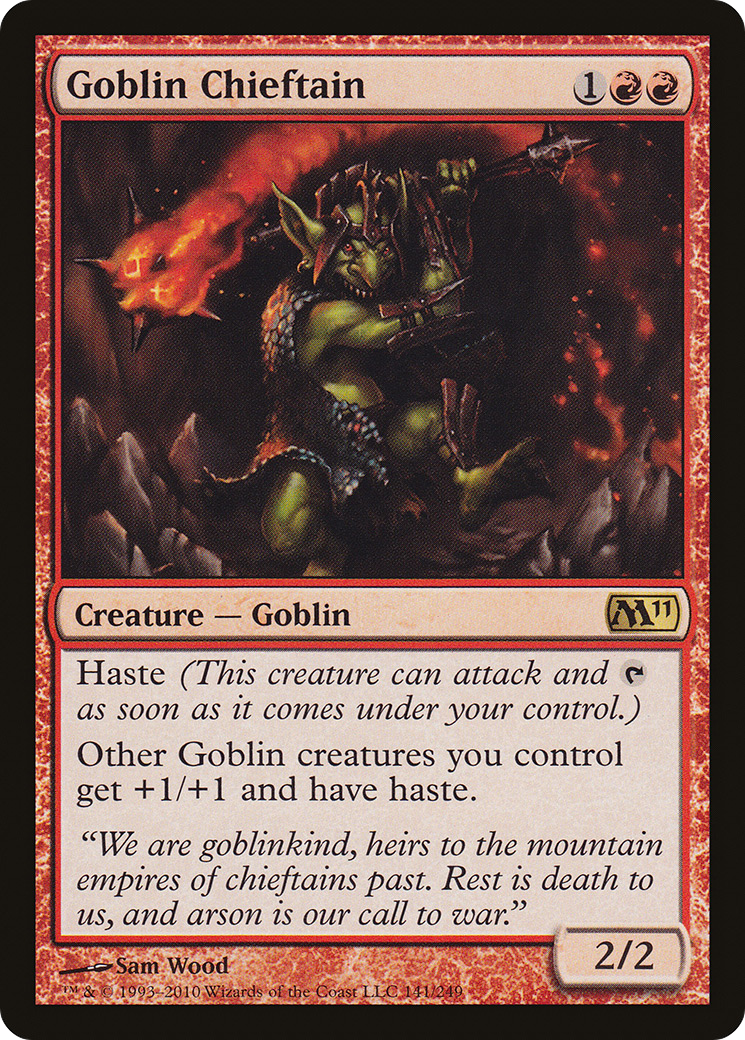 Goblin Chieftain 1
Creature — Goblin M11
Haste (This creature can attack and
as soon as it comes under your control.)
Other Goblin creatures you control
get +1/+1 and have haste.
“We are goblinkind, heirs to the mountain
empires of chieftains past. Rest is death to
us, and arson is our call to war.”
2/2
Sam Wood
™ & © 1993–2010 Wizards of the Coast LLC 141/249